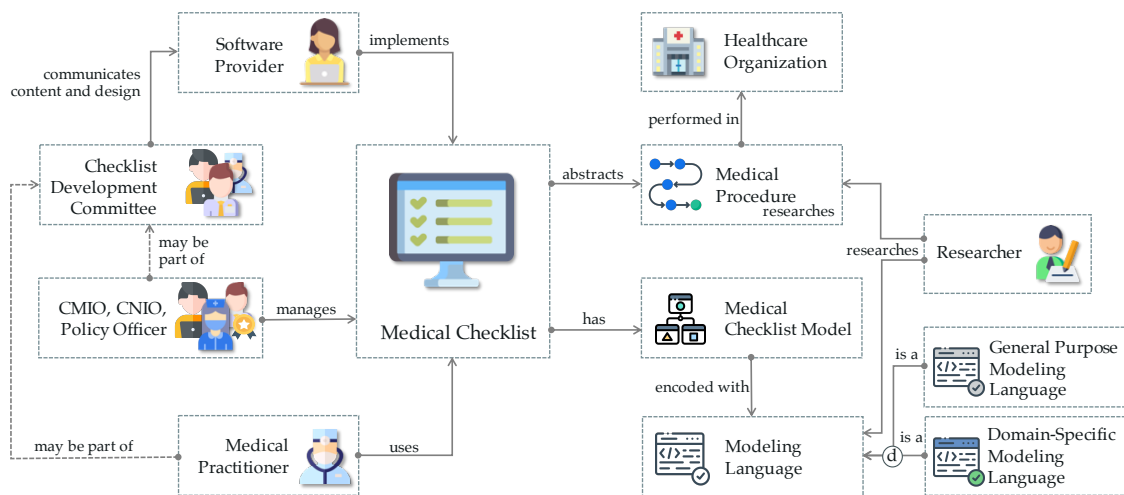 Software
Provider
implements
Healthcare
Organization
communicates
content and design
performed in
Checklist
Development
Committee
abstracts
Medical
Procedure
researches
may be
part of
researches
Researcher
CMIO, CNIO,
Policy Officer
manages
Medical Checklist
has
Medical
Checklist Model
is a
General Purpose
Modeling
Language
encoded with
may be part of
Medical
Practitioner
uses
Modeling
Language
d
is a
Domain-Specific
Modeling
Language